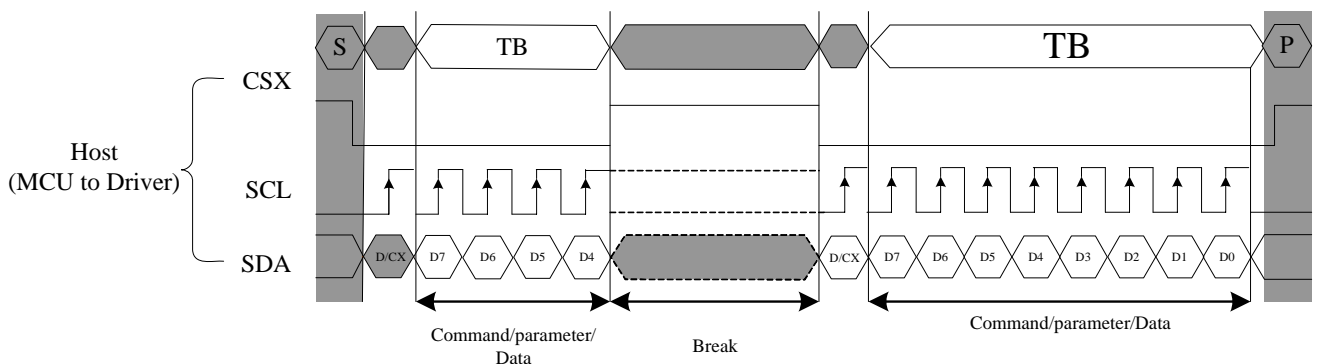 S TB TB P
CSX
Host
(MCU to Driver)
SCL
SDA
D/CX D7 D6 D5 D4 D/CX D7 D6 D5 D4 D3 D2 D1 D0
Command/parameter/
Data
Break
Command/parameter/Data